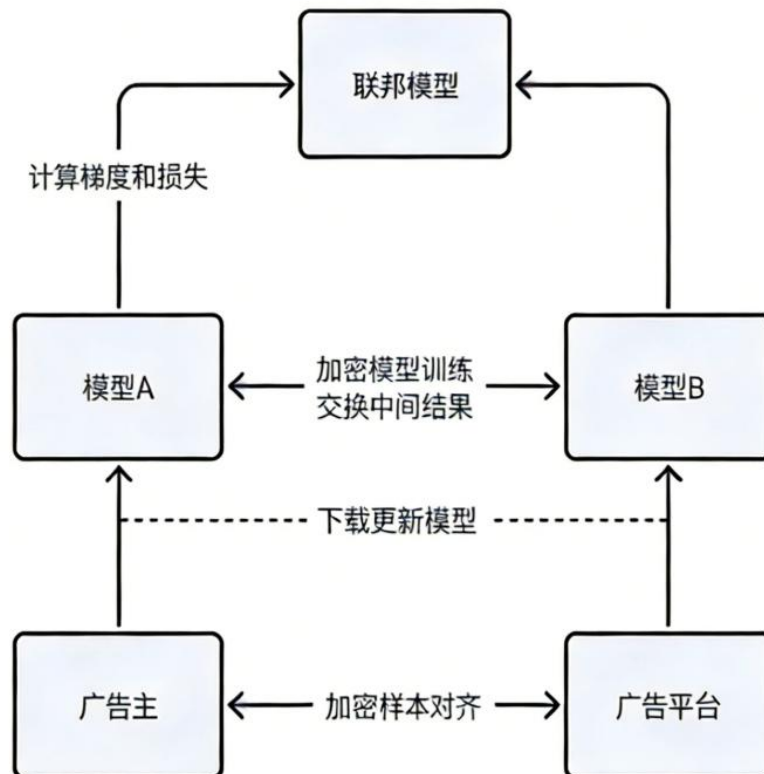 联邦模型
计算梯度和损失
模型A
加密模型训练
交换中间结果
模型B
下载更新模型
广告主
加密样本对齐
广告平台